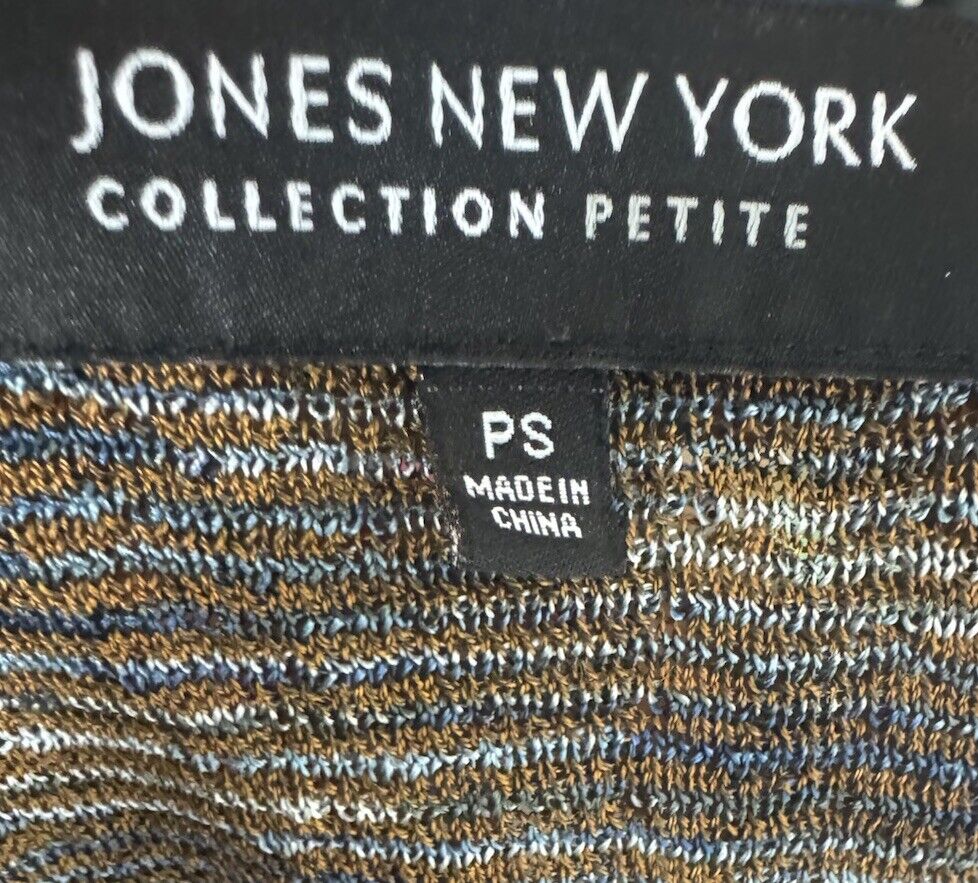 JONES NEW YORK
COLLECTION PETITE
PS
MADE IN
CHINA